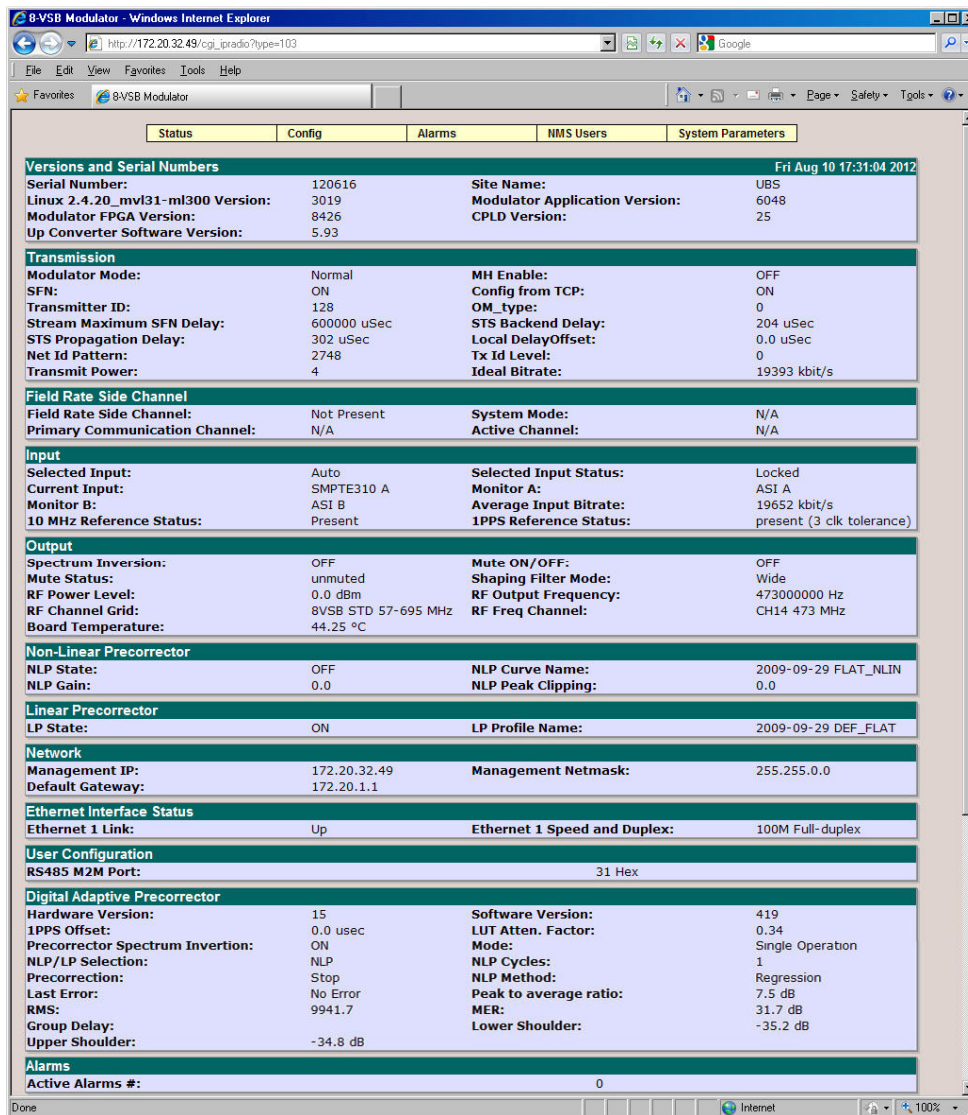 8-VSB Modulator - Windows Internet Explorer
http://172.20.32.49/cgi_ipradio?type=103
Google
File Edit View Favorites Tools Help
Favorites 8-VSB Modulator Page Safety Tools
Status Config Alarms NMS Users System Parameters
Versions and Serial Numbers Fri Aug 10 17:31:04 2012
Serial Number: 120616 Site Name: UBS
Linux 2.4.20_mvl31-ml300 Version: 3019 Modulator Application Version: 6048
Modulator FPGA Version: 8426 CPLD Version: 25
Up Converter Software Version: 5.93
Transmission
Modulator Mode: Normal MH Enable: OFF
SFN: ON Config from TCP: ON
Transmitter ID: 128 OM_type: 0
Stream Maximum SFN Delay: 600000 uSec STS Backend Delay: 204 uSec
STS Propagation Delay: 302 uSec Local DelayOffset: 0.0 uSec
Net Id Pattern: 2748 Tx Id Level: 0
Transmit Power: 4 Ideal Bitrate: 19393 kbit/s
Field Rate Side Channel
Field Rate Side Channel: Not Present System Mode: N/A
Primary Communication Channel: N/A Active Channel: N/A
Input
Selected Input: Auto Selected Input Status: Locked
Current Input: SMPTE310 A Monitor A: ASI A
Monitor B: ASI B Average Input Bitrate: 19652 kbit/s
10 MHz Reference Status: Present 1PPS Reference Status: present (3 clk tolerance)
Output
Spectrum Inversion: OFF Mute ON/OFF: OFF
Mute Status: unmuted Shaping Filter Mode: Wide
RF Power Level: 0.0 dBm RF Output Frequency: 473000000 Hz
RF Channel Grid: 8VSB STD 57-695 MHz RF Freq Channel: CH14 473 MHz
Board Temperature: 44.25 °C
Non-Linear Precorrector
NLP State: OFF NLP Curve Name: 2009-09-29 FLAT_NLIN
NLP Gain: 0.0 NLP Peak Clipping: 0.0
Linear Precorrector
LP State: ON LP Profile Name: 2009-09-29 DEF_FLAT
Network
Management IP: 172.20.32.49 Management Netmask: 255.255.0.0
Default Gateway: 172.20.1.1
Ethernet Interface Status
Ethernet 1 Link: Up Ethernet 1 Speed and Duplex: 100M Full-duplex
User Configuration
RS485 M2M Port: 31 Hex
Digital Adaptive Precorrector
Hardware Version: 15 Software Version: 419
1PPS Offset: 0.0 usec LUT Atten. Factor: 0.34
Precorrector Spectrum Invertion: ON Mode: Single Operation
NLP/LP Selection: NLP NLP Cycles: 1
Precorrection: Stop NLP Method: Regression
Last Error: No Error Peak to average ratio: 7.5 dB
RMS: 9941.7 MER: 31.7 dB
Group Delay: Lower Shoulder: -35.2 dB
Upper Shoulder: -34.8 dB
Alarms
Active Alarms #: 0
Done Internet 100%